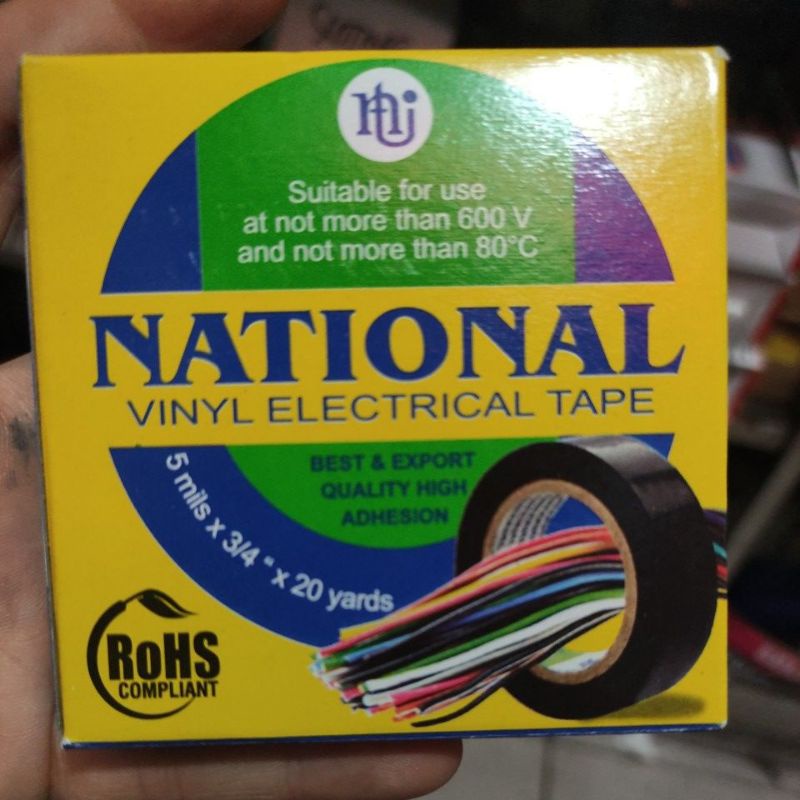 Suitable for use
at not more than 600 V
and not more than 80°C
NATIONAL
VINYL ELECTRICAL TAPE
BEST & EXPORT
QUALITY HIGH
ADHESION
5 mils x 3/4 " x 20 yards
RoHS
COMPLIANT